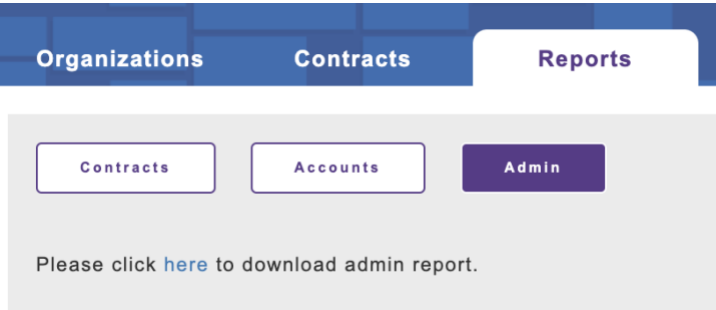 Organizations Contracts Reports
Contracts Accounts Admin
Please click here to download admin report.